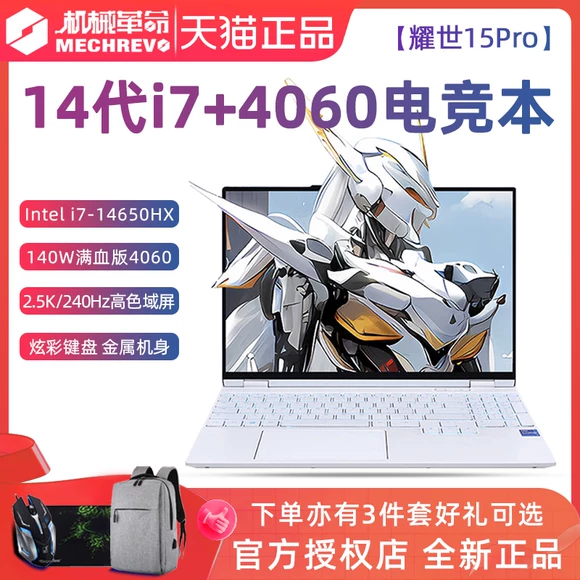 机械革命
MECHREVO
天猫正品
【耀世15Pro】
14代i7+4060电竞本
Intel i7-14650HX
140W满血版4060
2.5K/240Hz高色域屏
炫彩键盘 金属机身
下单亦有3件套好礼可选
官方授权店 全新正品